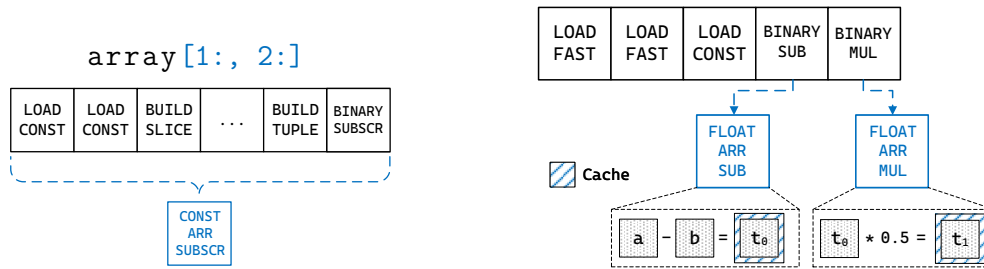 array[1:, 2:]
LOAD CONST
LOAD CONST
BUILD SLICE
...
BUILD TUPLE
BINARY SUBSCR
CONST ARR SUBSCR
LOAD FAST
LOAD FAST
LOAD CONST
BINARY SUB
BINARY MUL
FLOAT ARR SUB
FLOAT ARR MUL
Cache
a - b = t₀
t₀ * 0.5 = t₁